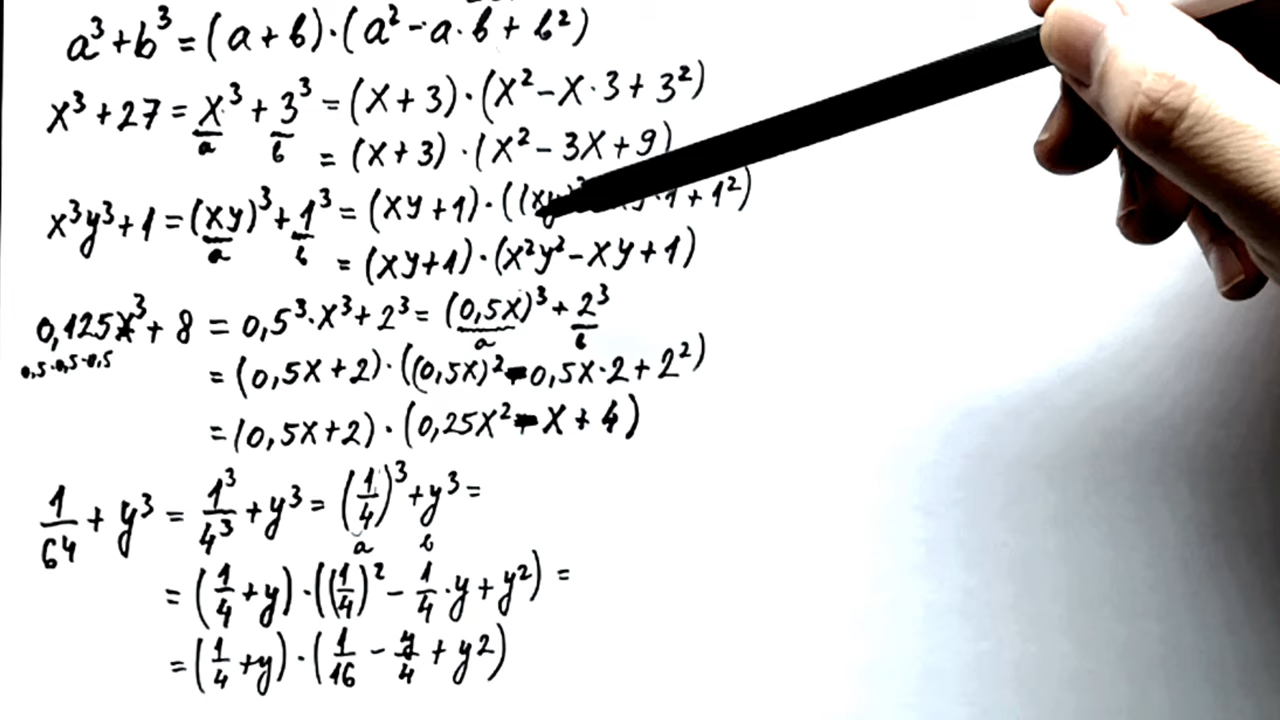 a³+b³=(a+b)·(a²-a·b+b²)
x³+27=x³+3³=(x+3)·(x²-x·3+3²)
a b =(x+3)·(x²-3x+9)
x³y³+1=(xy)³+1³=(xy+1)·((xy) ·1+1²)
a b =(xy+1)·(x²y²-xy+1)
0,125x³+8=0,5³·x³+2³=(0,5x)³+2³
0,5·0,5·0,5 a b
=(0,5x+2)·((0,5x)²-0,5x·2+2²)
=(0,5x+2)·(0,25x²-x+4)
1/64+y³=1³/4³+y³=(1/4)³+y³=
a b
=(1/4+y)·((1/4)²-1/4·y+y²)=
=(1/4+y)·(1/16-y/4+y²)